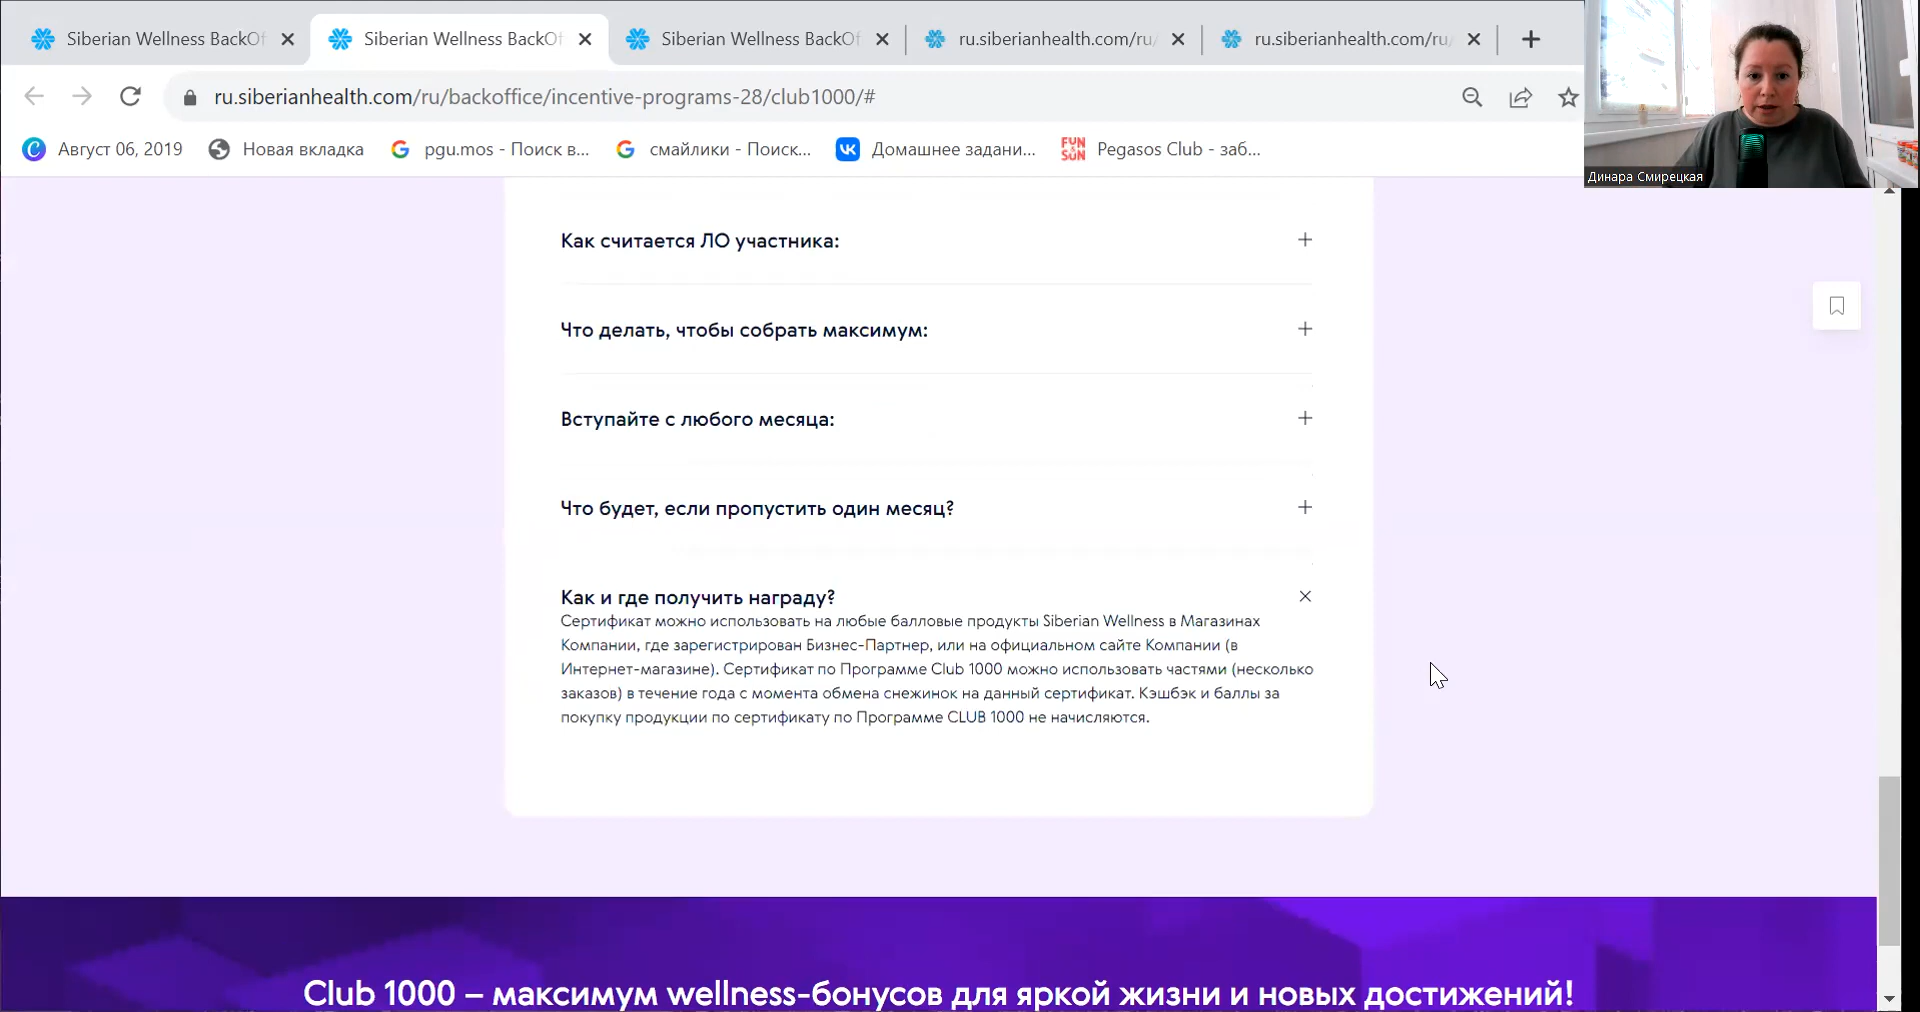 Siberian Wellness BackOf
Siberian Wellness BackOf
Siberian Wellness BackOf
ru.siberianhealth.com/ru/
ru.siberianhealth.com/ru/
ru.siberianhealth.com/ru/backoffice/incentive-programs-28/club1000/#
Август 06, 2019
Новая вкладка
pgu.mos - Поиск в...
смайлики - Поиск...
Домашнее задани...
FUN SUN
Pegasos Club - заб...
Динара Смирецкая
Как считается ЛО участника:
Что делать, чтобы собрать максимум:
Вступайте с любого месяца:
Что будет, если пропустить один месяц?
Как и где получить награду?
Сертификат можно использовать на любые балловые продукты Siberian Wellness в Магазинах
Компании, где зарегистрирован Бизнес-Партнер, или на официальном сайте Компании (в
Интернет-магазине). Сертификат по Программе Club 1000 можно использовать частями (несколько
заказов) в течение года с момента обмена снежинок на данный сертификат. Кэшбэк и баллы за
покупку продукции по сертификату по Программе CLUB 1000 не начисляются.
Club 1000 – максимум wellness-бонусов для яркой жизни и новых достижений!